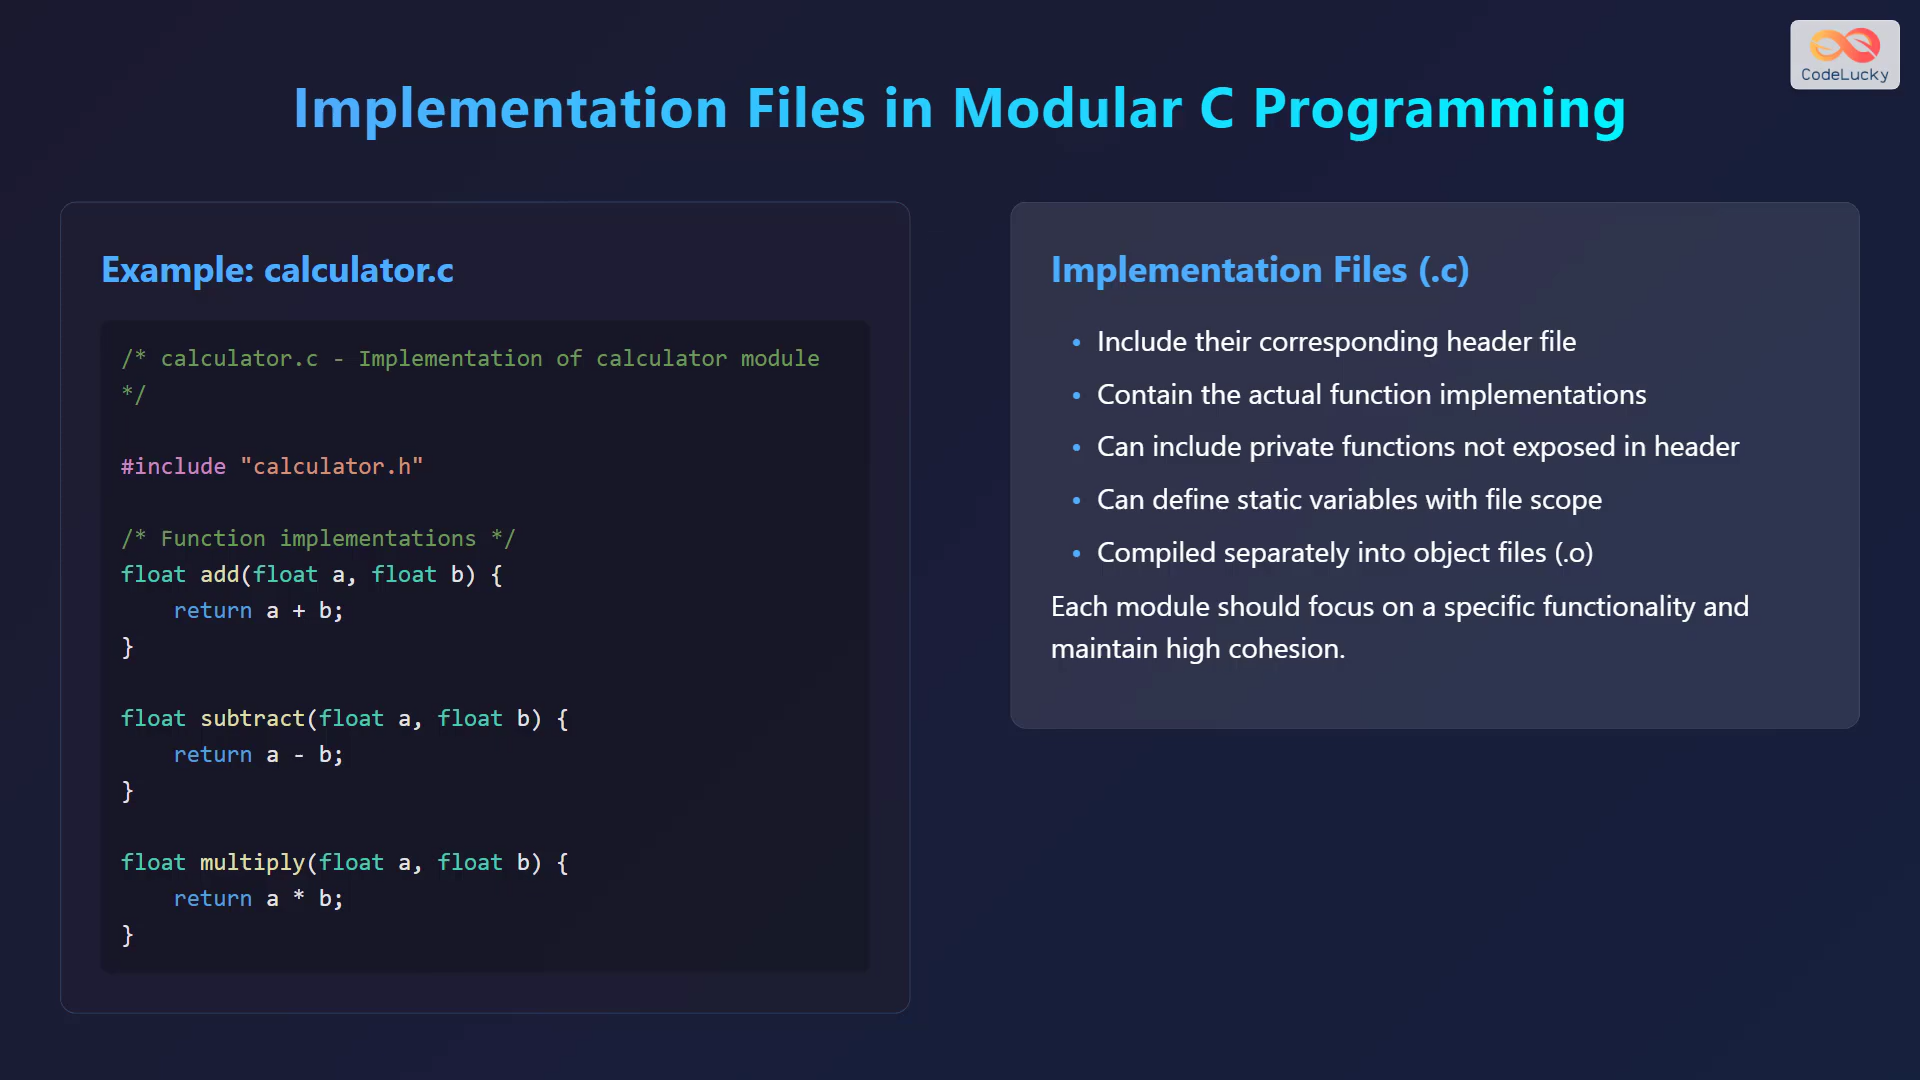 CodeLucky
Implementation Files in Modular C Programming
Example: calculator.c
/* calculator.c - Implementation of calculator module
*/
#include "calculator.h"
/* Function implementations */
float add(float a, float b) {
    return a + b;
}
float subtract(float a, float b) {
    return a - b;
}
float multiply(float a, float b) {
    return a * b;
}
Implementation Files (.c)
• Include their corresponding header file
• Contain the actual function implementations
• Can include private functions not exposed in header
• Can define static variables with file scope
• Compiled separately into object files (.o)
Each module should focus on a specific functionality and
maintain high cohesion.